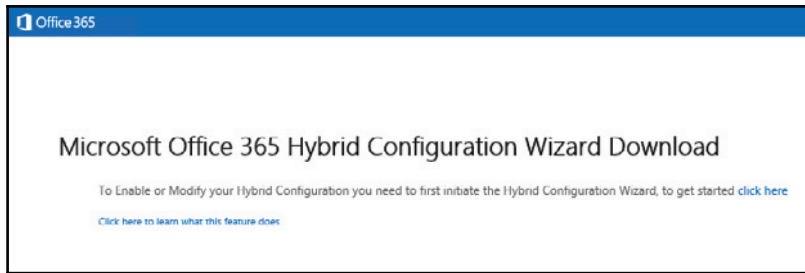 Office 365
Microsoft Office 365 Hybrid Configuration Wizard Download
To Enable or Modify your Hybrid Configuration you need to first initiate the Hybrid Configuration Wizard, to get started click here
Click here to learn what this feature does